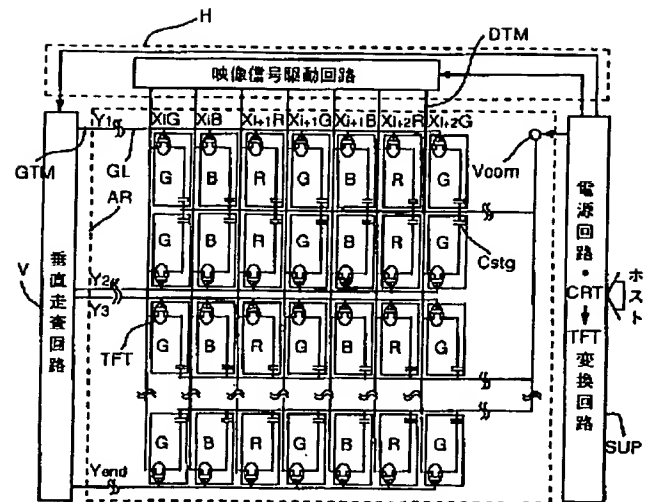 H
DTM
映像信号駆動回路
Y1 XiG XiB Xi+1R Xi+1G Xi+1B Xi+2R Xi+2G
GTM
GL
AR
Vcom
G B R G B R G
G B R G B R G
Cstg
V
垂直走査回路
Y2
Y3
TFT
G B R G B R G
G B R G B R G
Yend
電源回路・CRT→TFT変換回路
ホスト
SUP